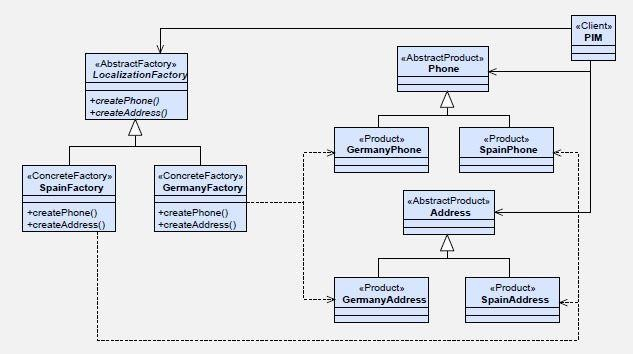 «Client»
PIM
«AbstractFactory»
LocalizationFactory
+createPhone()
+createAddress()
«AbstractProduct»
Phone
«Product»
GermanyPhone
«Product»
SpainPhone
«ConcreteFactory»
SpainFactory
+createPhone()
+createAddress()
«ConcreteFactory»
GermanyFactory
+createPhone()
+createAddress()
«AbstractProduct»
Address
«Product»
GermanyAddress
«Product»
SpainAddress